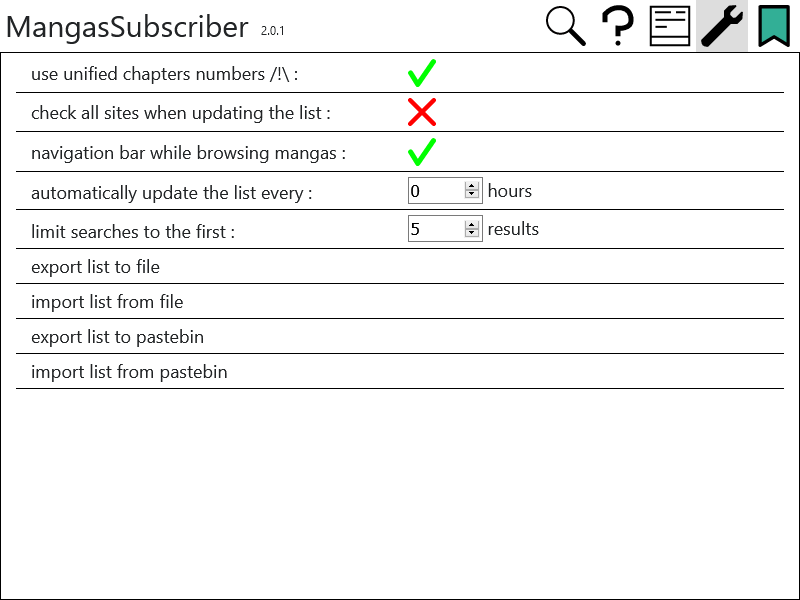 MangasSubscriber 2.0.1
use unified chapters numbers /!\ :
check all sites when updating the list :
navigation bar while browsing mangas :
automatically update the list every : 0 hours
limit searches to the first : 5 results
export list to file
import list from file
export list to pastebin
import list from pastebin